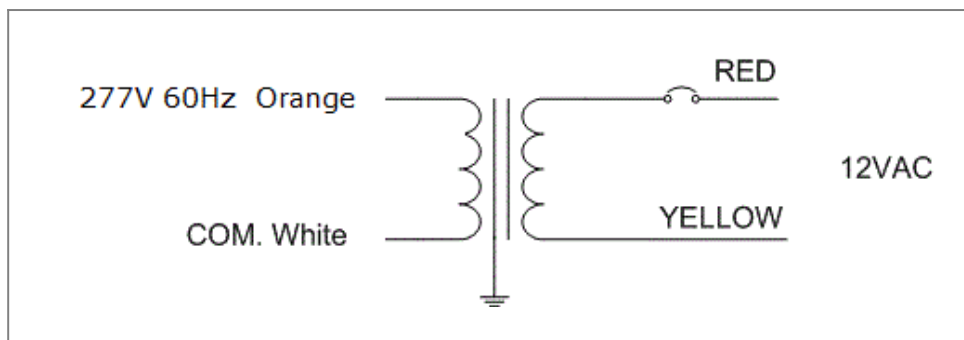 RED
277V 60Hz Orange
12VAC
YELLOW
COM. White